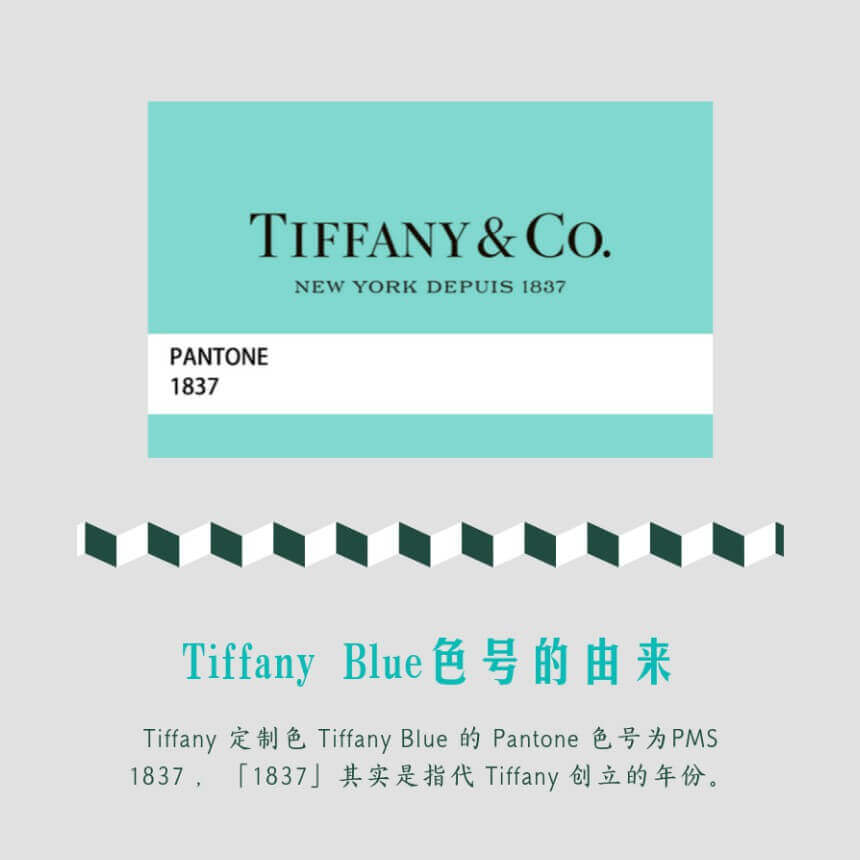 TIFFANY & CO.
NEW YORK DEPUIS 1837
PANTONE
1837
Tiffany Blue色号的由来
Tiffany 定制色 Tiffany Blue 的 Pantone 色号为PMS
1837 ，「1837」其实是指代 Tiffany 创立的年份。